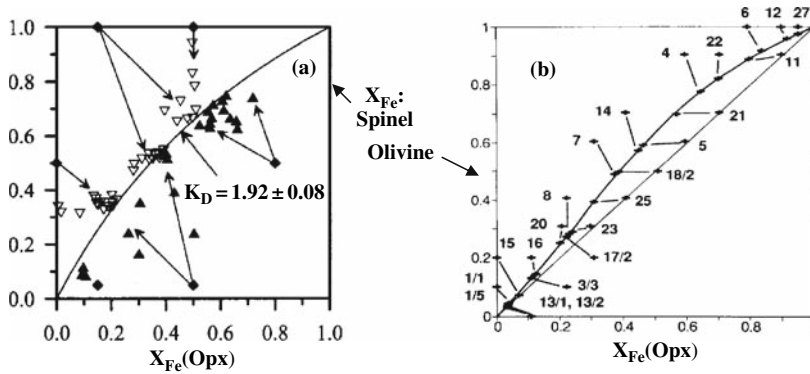 (a)
1.0
0.8
0.6
0.4
0.2
0.0
0.0 0.2 0.4 0.6 0.8 1.0
X_Fe(Opx)
K_D = 1.92 ± 0.08
X_Fe:
Spinel
Olivine
(b)
1
0.8
0.6
0.4
0.2
0
0.2 0.4 0.6 0.8
X_Fe(Opx)
6 12 27
4 22
11
14
21
7
5
18/2
8
25
20
23
15 16
17/2
1/1
3/3
1/5
13/1, 13/2